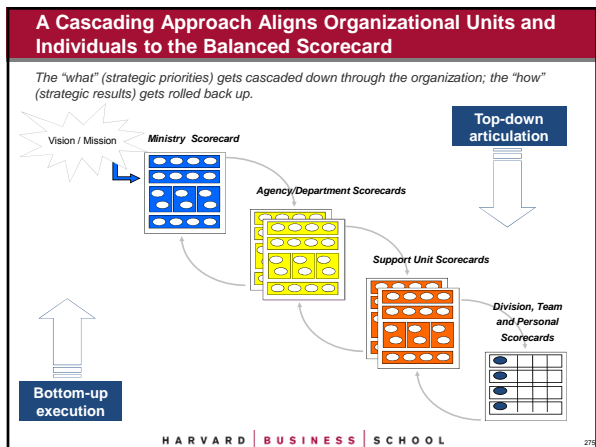 A Cascading Approach Aligns Organizational Units and
Individuals to the Balanced Scorecard
The "what" (strategic priorities) gets cascaded down through the organization; the "how"
(strategic results) gets rolled back up.
Vision / Mission
Ministry Scorecard
Top-down
articulation
Agency/Department Scorecards
Support Unit Scorecards
Division, Team
and Personal
Scorecards
Bottom-up
execution
HARVARD | BUSINESS | SCHOOL
275